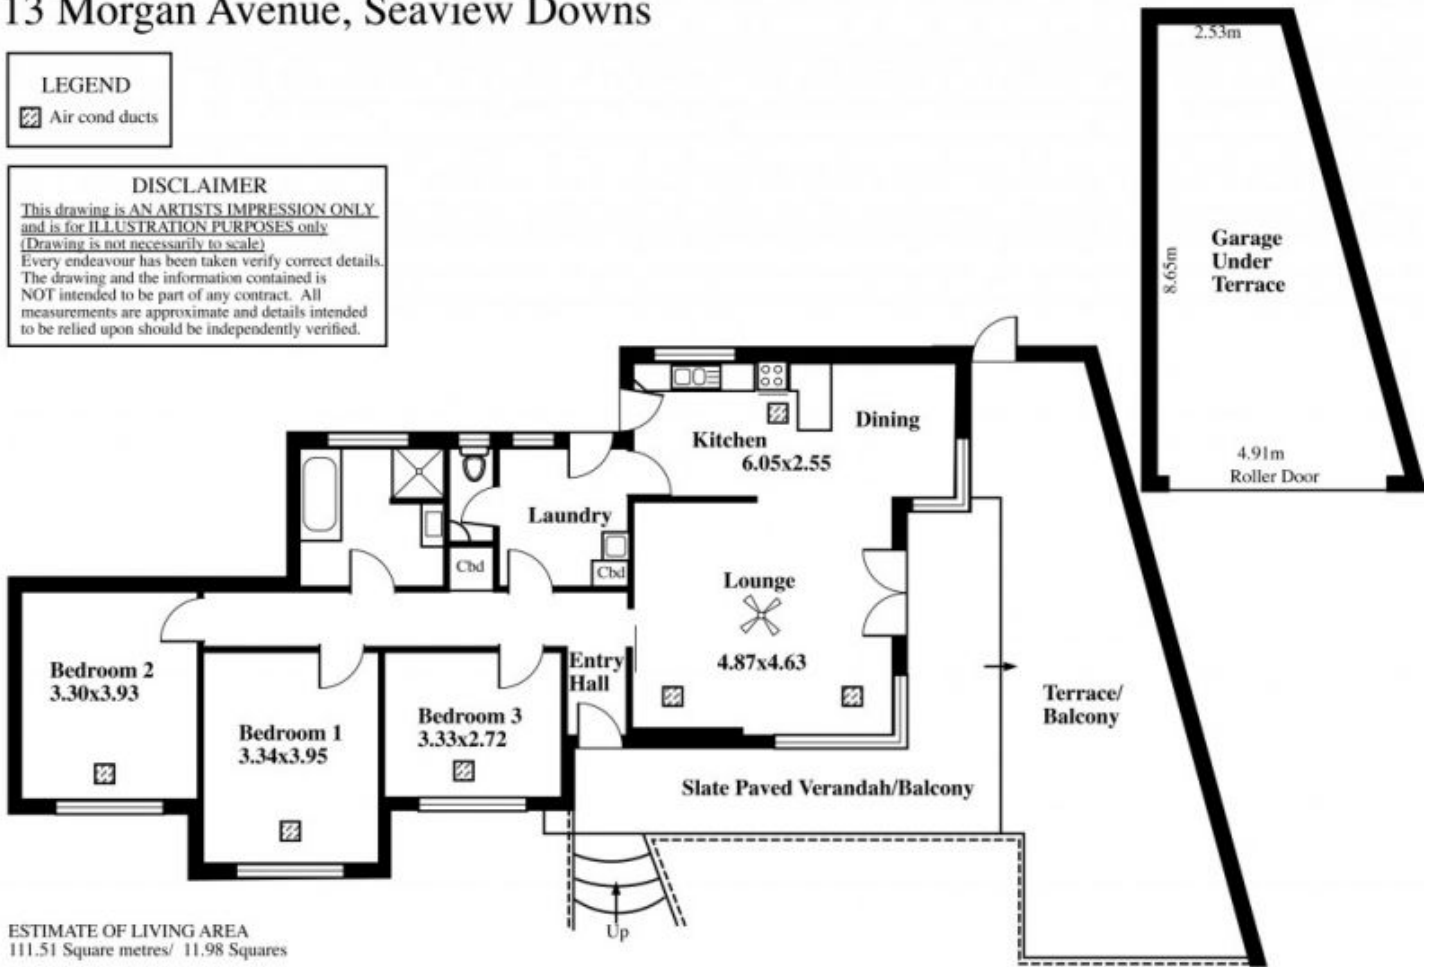 13 Morgan Avenue, Seaview Downs
LEGEND
Air cond ducts
DISCLAIMER
This drawing is AN ARTISTS IMPRESSION ONLY
and is for ILLUSTRATION PURPOSES only
(Drawing is not necessarily to scale)
Every endeavour has been taken verify correct details.
The drawing and the information contained is
NOT intended to be part of any contract. All
measurements are approximate and details intended
to be relied upon should be independently verified.
2.53m
8.65m
Garage
Under
Terrace
4.91m
Roller Door
Kitchen
6.05x2.55
Dining
Laundry
Cbd
Cbd
Lounge
4.87x4.63
Bedroom 2
3.30x3.93
Bedroom 1
3.34x3.95
Bedroom 3
3.33x2.72
Entry
Hall
Terrace/
Balcony
Slate Paved Verandah/Balcony
Up
ESTIMATE OF LIVING AREA
111.51 Square metres/ 11.98 Squares